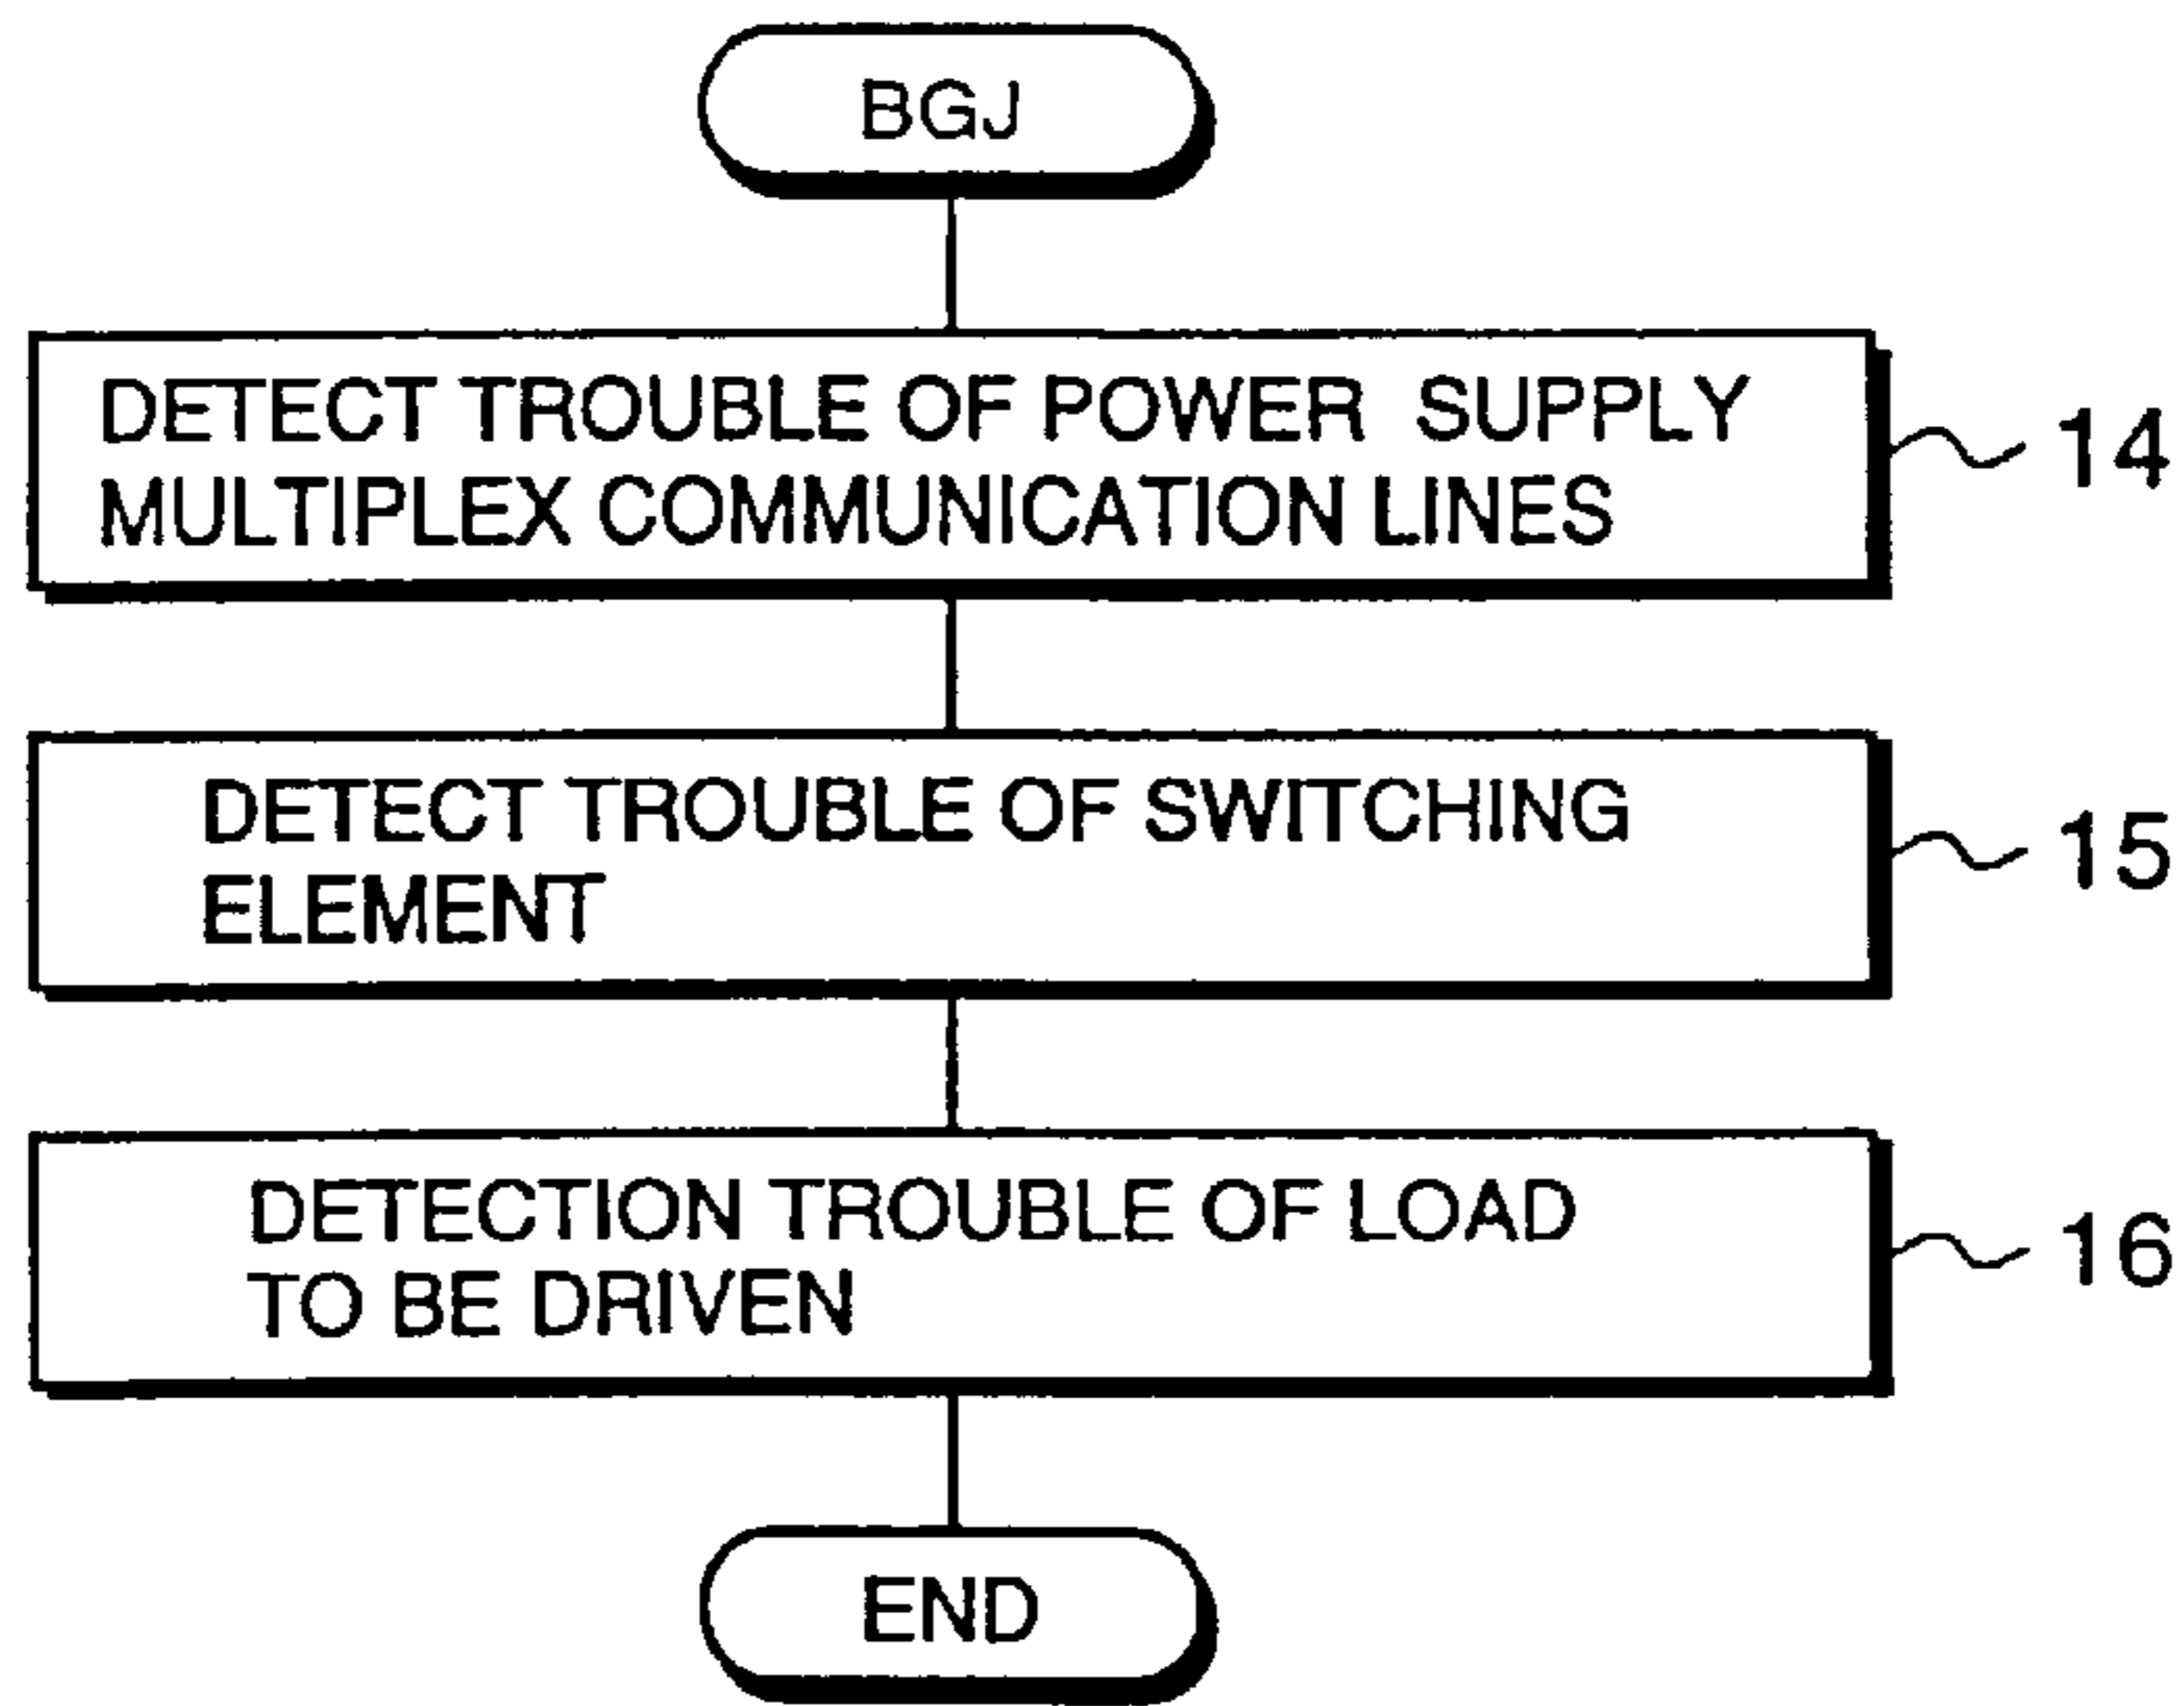 BGJ
DETECT TROUBLE OF POWER SUPPLY
MULTIPLEX COMMUNICATION LINES
14
DETECT TROUBLE OF SWITCHING
ELEMENT
15
DETECTION TROUBLE OF LOAD
TO BE DRIVEN
16
END